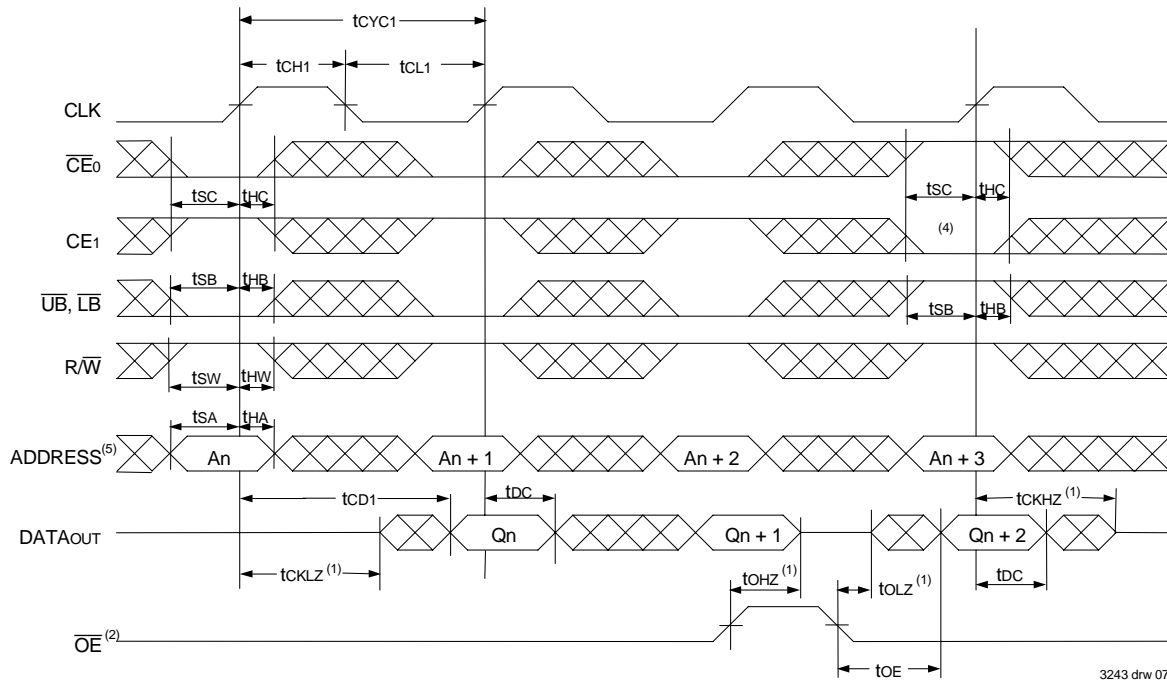 tCYC1
tCH1 tCL1
CLK
CE0
tSC tHC tSC tHC
CE1 (4)
tSB tHB
UB, LB
tSB tHB
R/W
tSW tHW
tSA tHA
ADDRESS(5) An An + 1 An + 2 An + 3
tCD1 tDC tCKHZ (1)
DATAOUT Qn Qn + 1 Qn + 2
tCKLZ (1) tOHZ (1) tOLZ (1) tDC
OE (2)
tOE
3243 drw 07